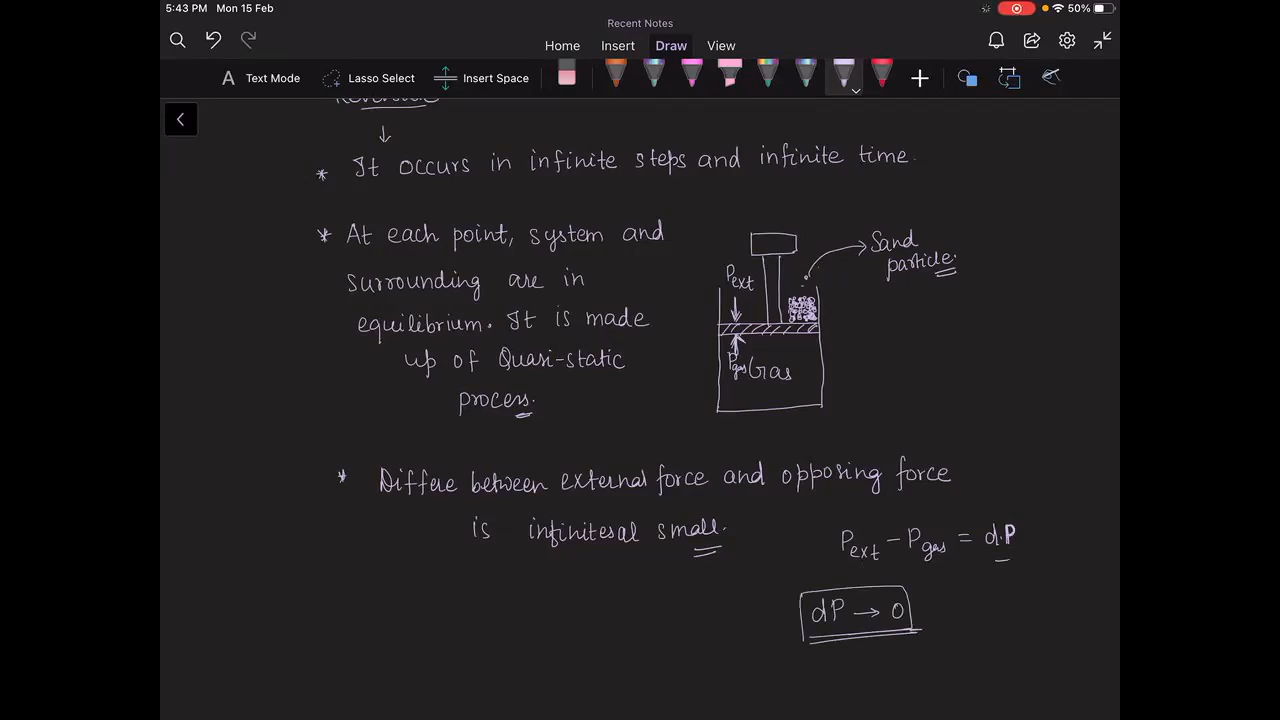 5:43 PM Mon 15 Feb
50%
Recent Notes
Home Insert Draw View
Text Mode Lasso Select Insert Space
↓
* It occurs in infinite steps and infinite time.
* At each point, system and
surrounding are in
equilibrium. It is made
up of Quasi-static
process.
Sand
particle.
Pext
Pgas Gas
* Differe between external force and opposing force
is infinitesal small.
Pext - Pgas = d.P
dP → 0